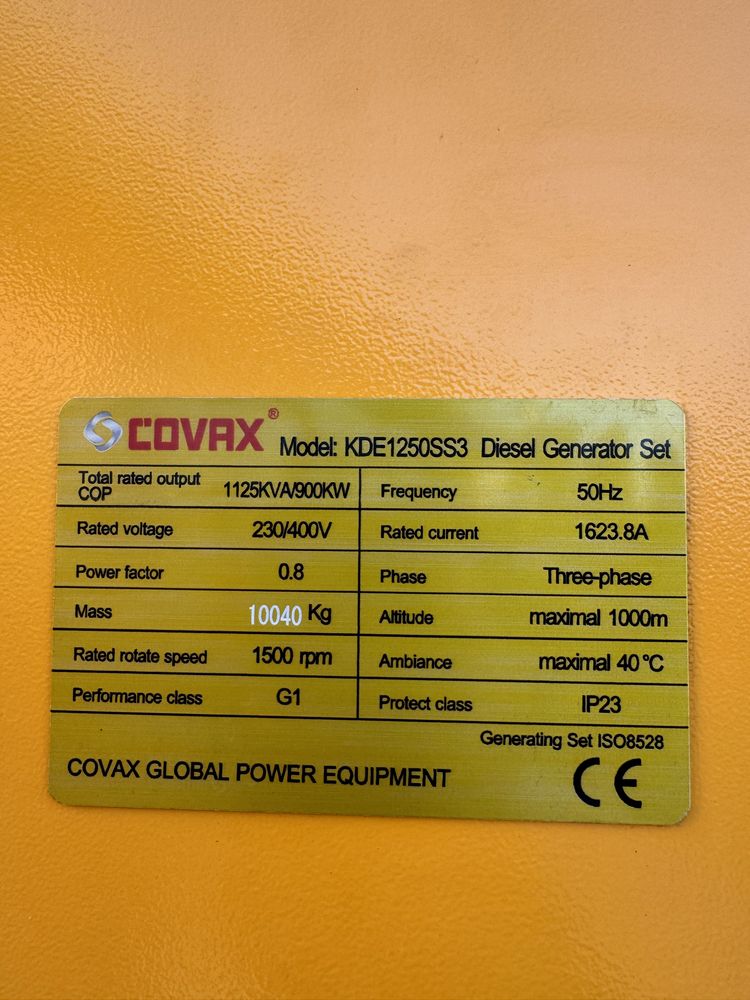 COVAX® Model: KDE1250SS3 Diesel Generator Set
Total rated output COP 1125KVA/900KW Frequency 50Hz
Rated voltage 230/400V Rated current 1623.8A
Power factor 0.8 Phase Three-phase
Mass 10040 Kg Altitude maximal 1000m
Rated rotate speed 1500 rpm Ambiance maximal 40°C
Performance class G1 Protect class IP23
Generating Set ISO8528
COVAX GLOBAL POWER EQUIPMENT CE